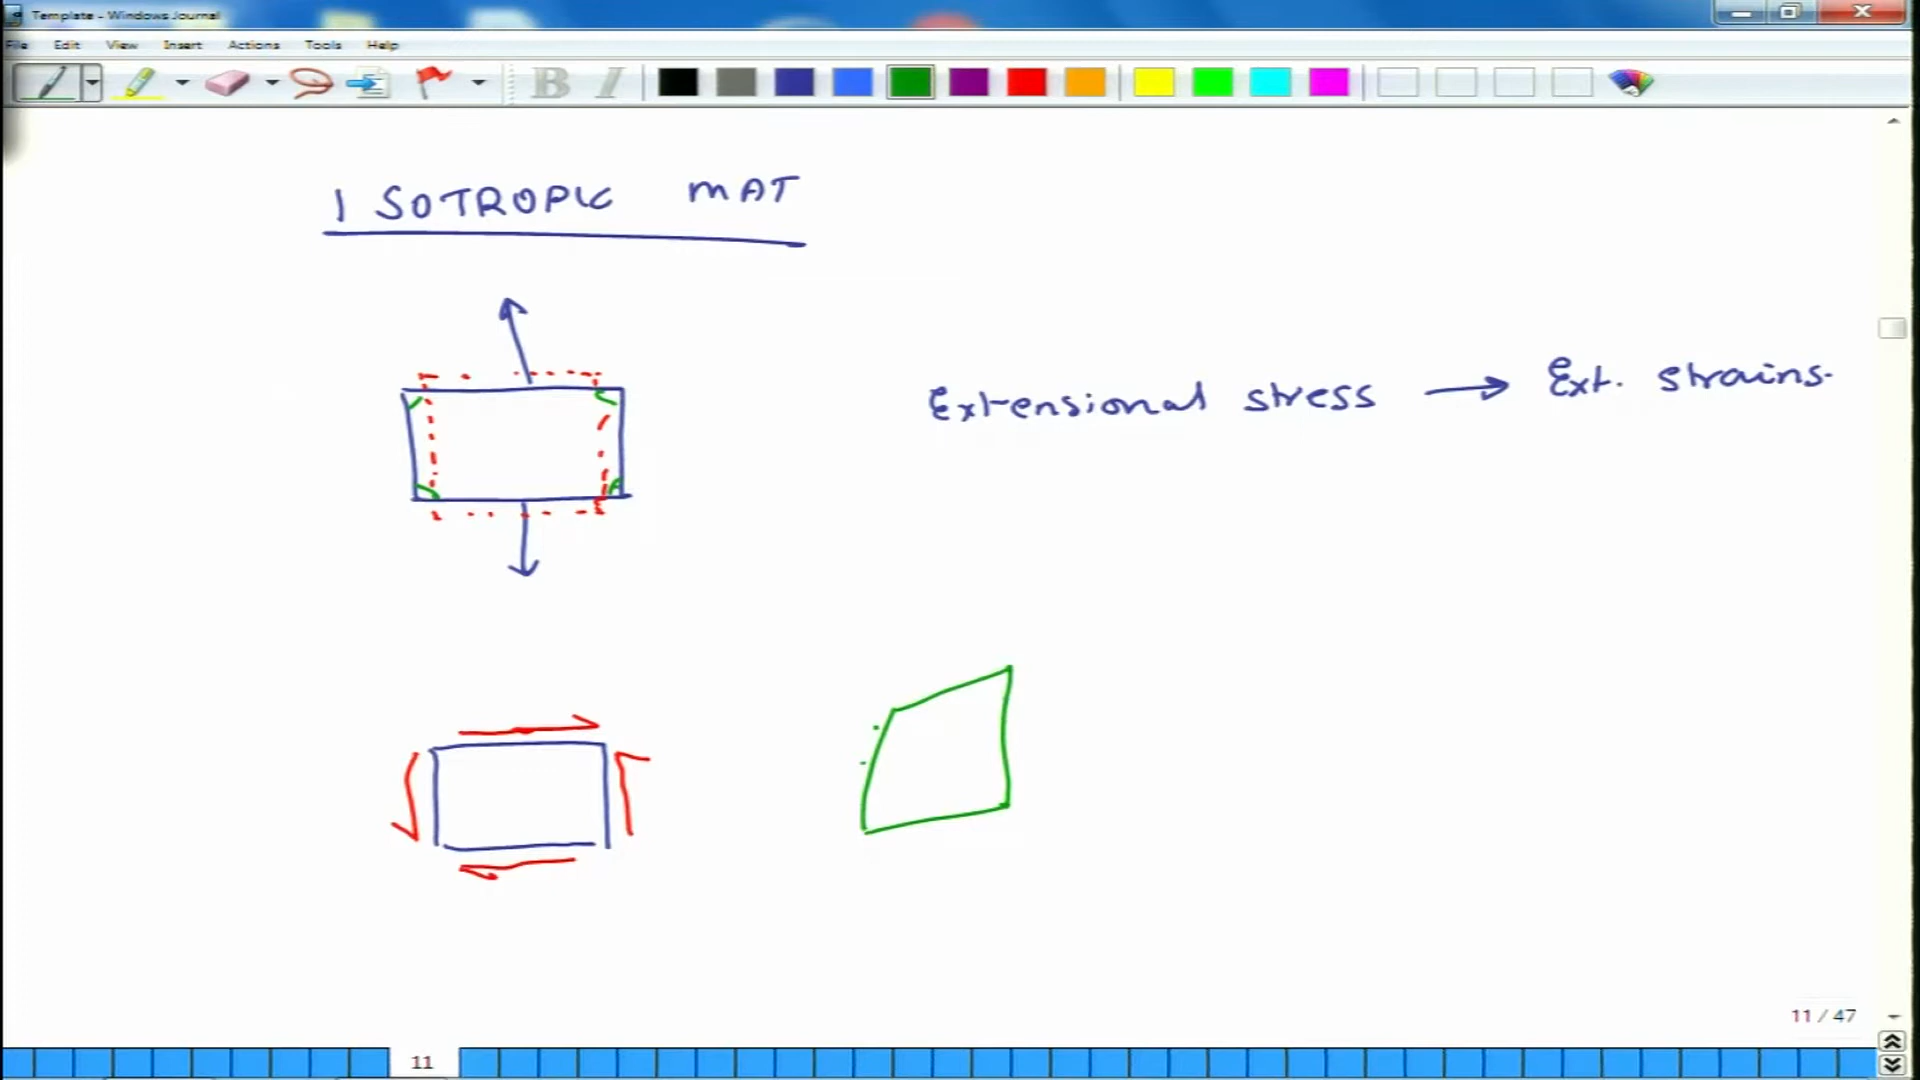 Template - Windows Journal
File Edit View Insert Actions Tools Help
B I
ISOTROPIC MAT
Extensional stress → Ext. strains.
11 / 47
11